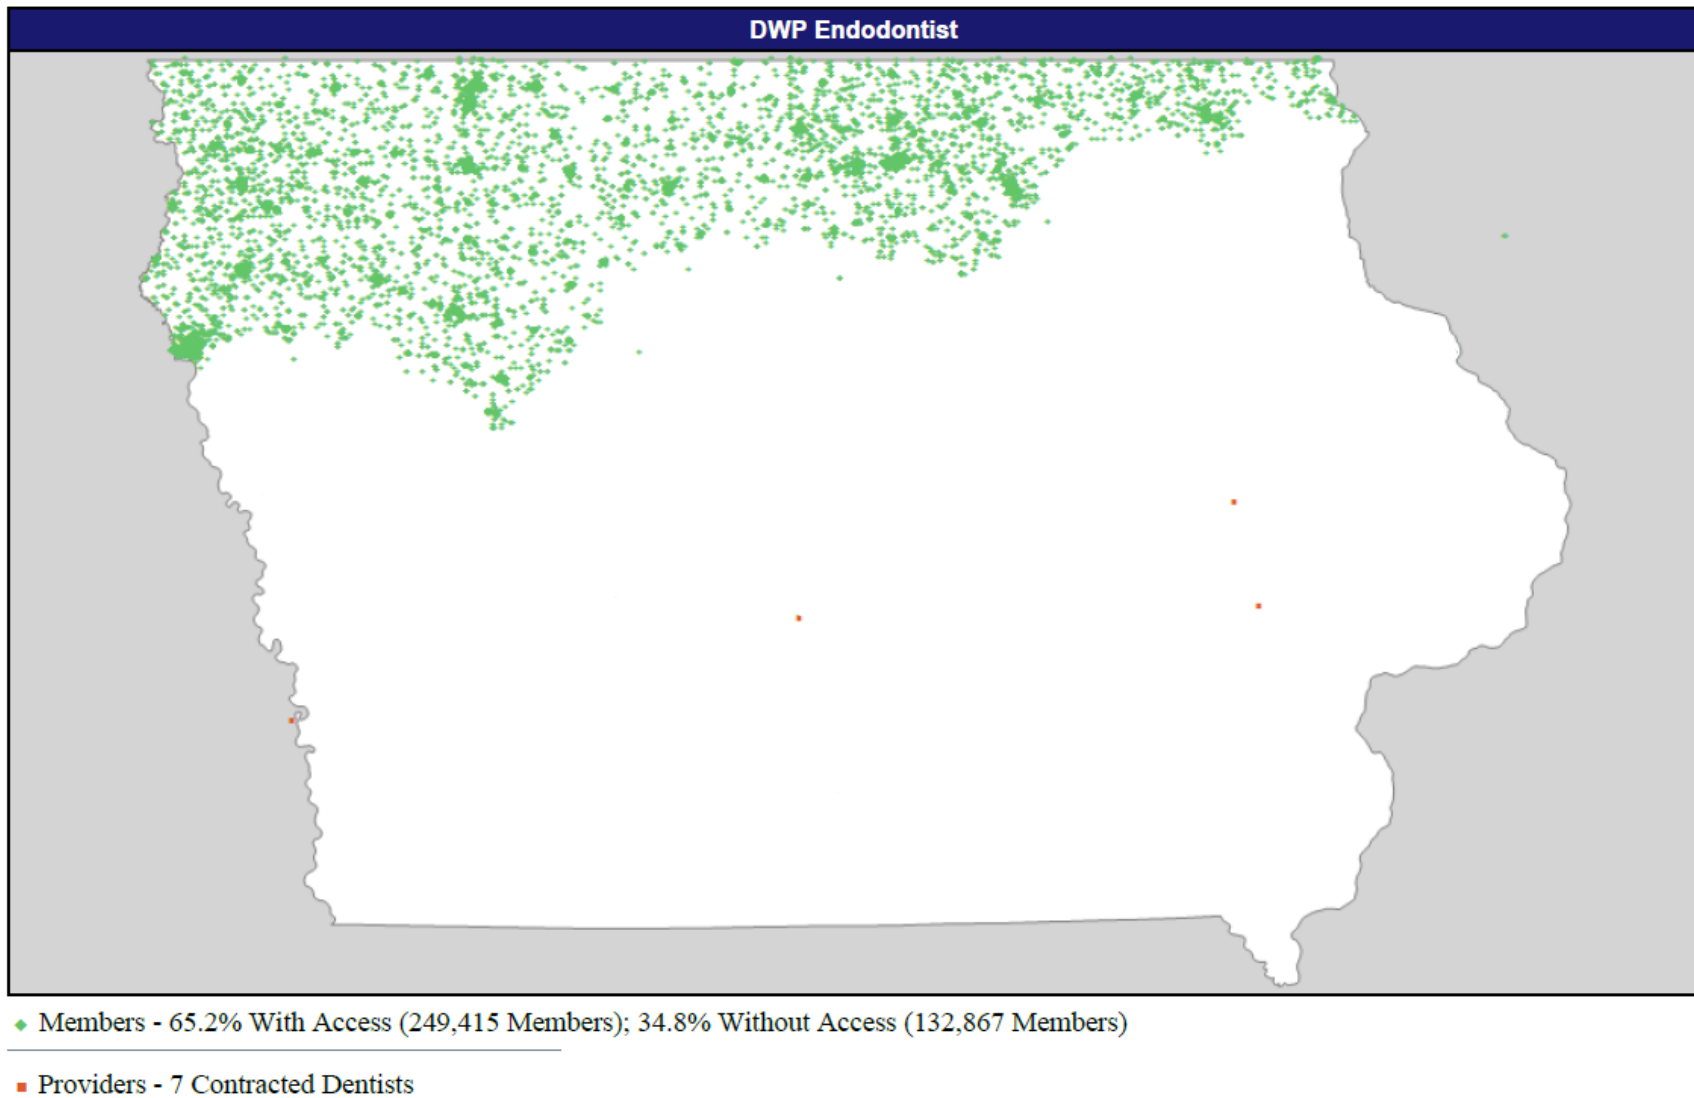 DWP Endodontist
Members - 65.2% With Access (249,415 Members); 34.8% Without Access (132,867 Members)
Providers - 7 Contracted Dentists